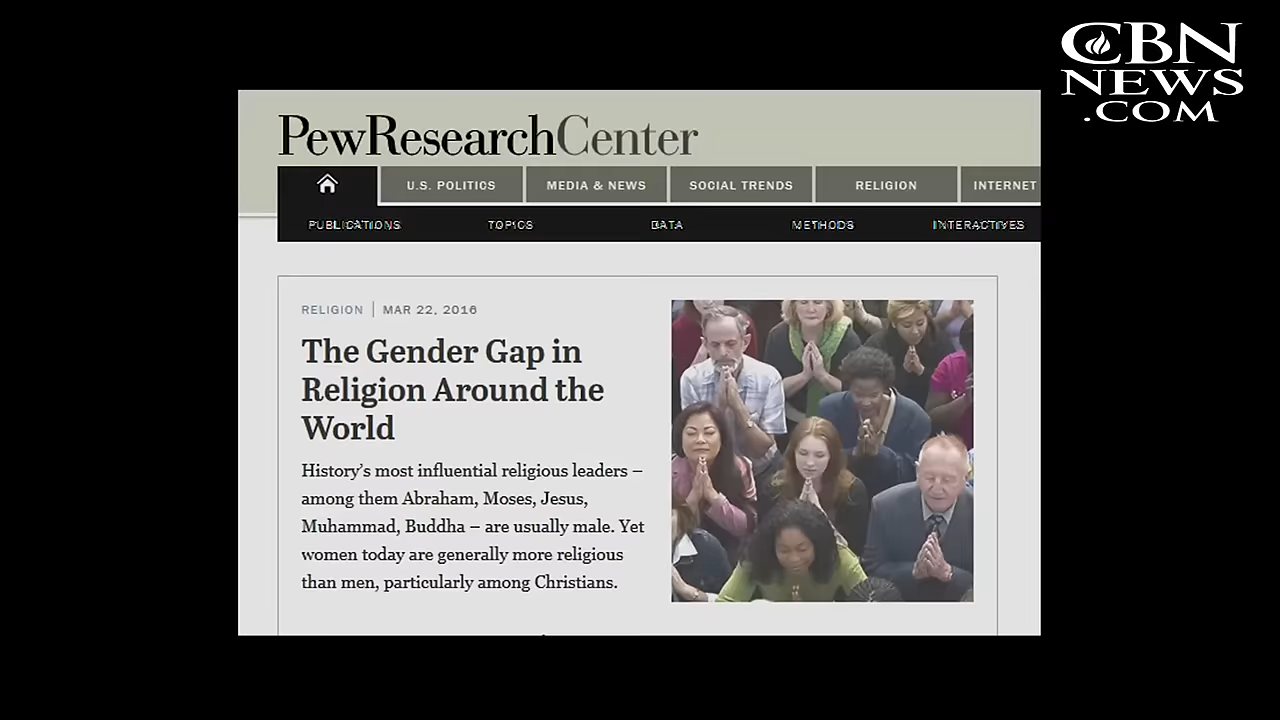 CBN
NEWS
.COM
PewResearchCenter
U.S. POLITICS
MEDIA & NEWS
SOCIAL TRENDS
RELIGION
INTERNET
PUBLICATIONS
TOPICS
DATA
METHODS
INTERACTIVES
RELIGION | MAR 22, 2016
The Gender Gap in
Religion Around the
World
History's most influential religious leaders –
among them Abraham, Moses, Jesus,
Muhammad, Buddha – are usually male. Yet
women today are generally more religious
than men, particularly among Christians.